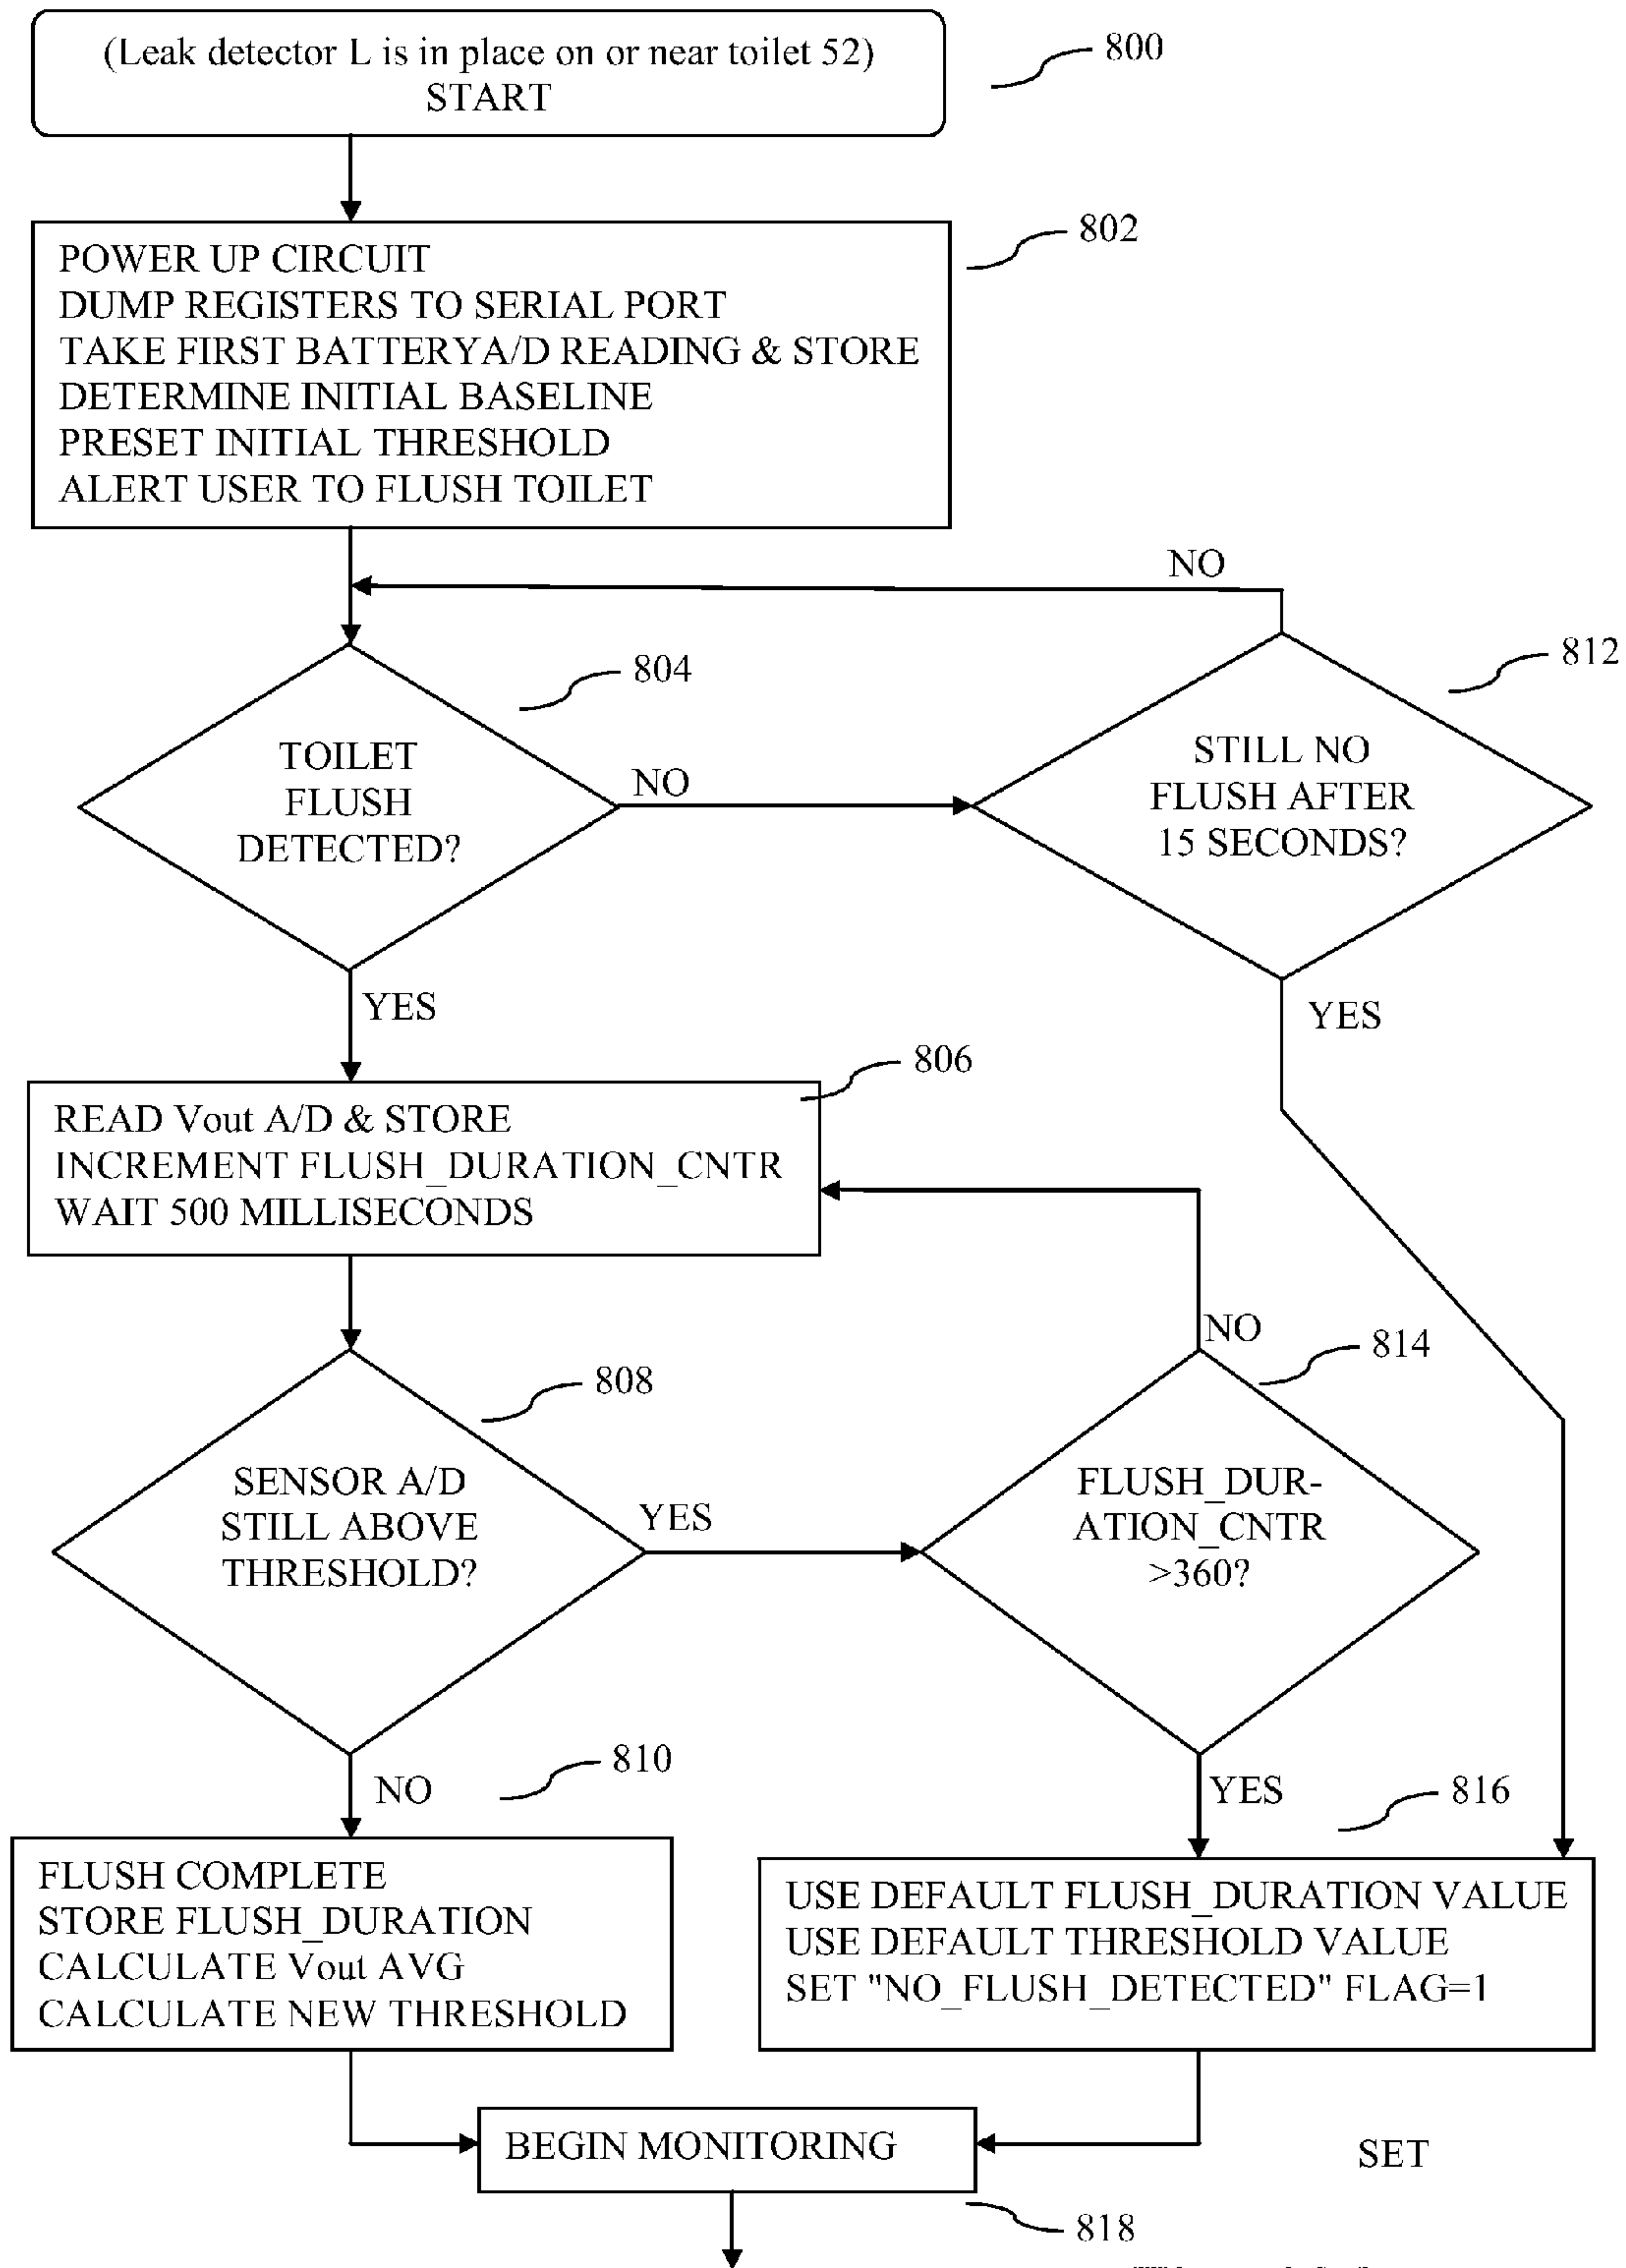 (Leak detector L is in place on or near toilet 52)
START
800
POWER UP CIRCUIT
DUMP REGISTERS TO SERIAL PORT
TAKE FIRST BATTERYA/D READING & STORE
DETERMINE INITIAL BASELINE
PRESET INITIAL THRESHOLD
ALERT USER TO FLUSH TOILET
802
NO
804
812
TOILET
FLUSH
DETECTED?
NO
STILL NO
FLUSH AFTER
15 SECONDS?
YES
YES
806
READ Vout A/D & STORE
INCREMENT FLUSH_DURATION_CNTR
WAIT 500 MILLISECONDS
NO
814
808
SENSOR A/D
STILL ABOVE
THRESHOLD?
YES
FLUSH_DUR-
ATION_CNTR
>360?
NO
810
YES
816
FLUSH COMPLETE
STORE FLUSH_DURATION
CALCULATE Vout AVG
CALCULATE NEW THRESHOLD
USE DEFAULT FLUSH_DURATION VALUE
USE DEFAULT THRESHOLD VALUE
SET "NO_FLUSH_DETECTED" FLAG=1
BEGIN MONITORING
SET
818